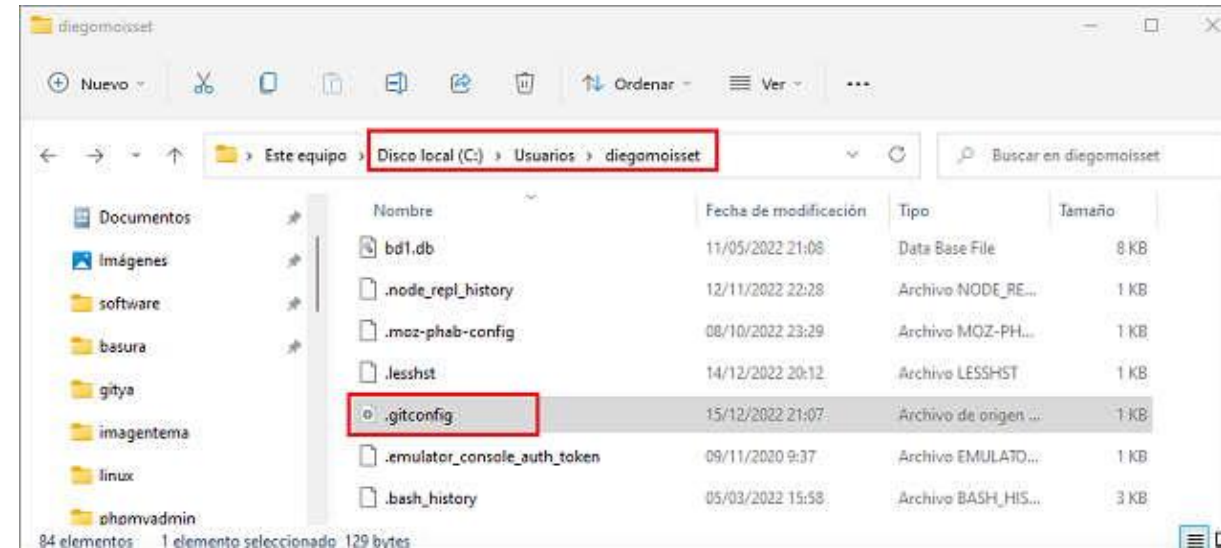 diegomoisset
Nuevo Ordenar Ver ...
Este equipo > Disco local (C:) > Usuarios > diegomoisset Buscar en diegomoisset
Nombre Fecha de modificación Tipo Tamaño
Documentos
Imágenes
software
basura
gitya
imagentema
linux
phpmyadmin
bd1.db 11/05/2022 21:08 Data Base File 8 KB
.node_repl_history 12/11/2022 22:28 Archivo NODE_RE... 1 KB
.moz-phab-config 08/10/2022 23:29 Archivo MOZ-PH... 1 KB
.lesshst 14/12/2022 20:12 Archivo LESSHST 1 KB
.gitconfig 15/12/2022 21:07 Archivo de origen ... 1 KB
.emulator_console_auth_token 09/11/2020 9:37 Archivo EMULATO... 1 KB
.bash_history 05/03/2022 15:58 Archivo BASH_HIS... 3 KB
84 elementos 1 elemento seleccionado 129 bytes